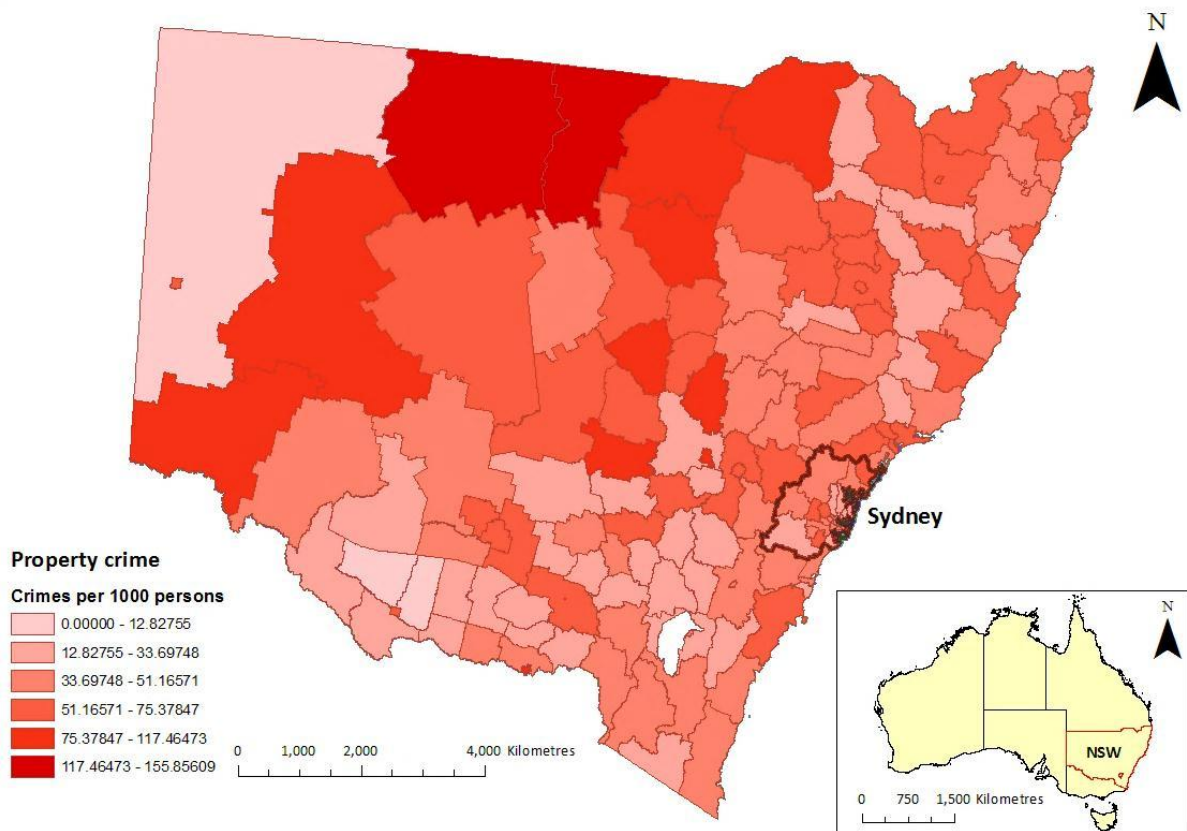 N
Sydney
Property crime
Crimes per 1000 persons
0.00000 - 12.82755
12.82755 - 33.69748
33.69748 - 51.16571
51.16571 - 75.37847
75.37847 - 117.46473
117.46473 - 155.85609
0 1,000 2,000 4,000 Kilometres
N
NSW
0 750 1,500 Kilometres